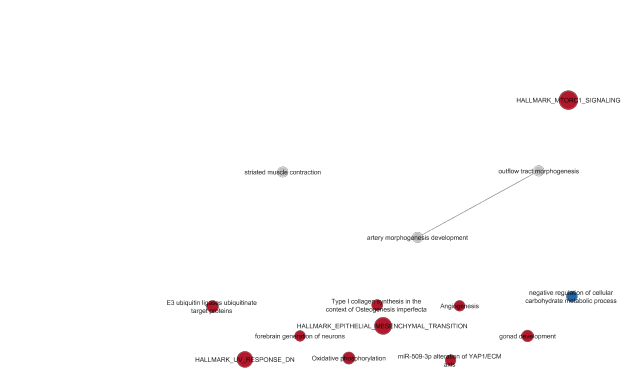 HALLMARK_MTORC1_SIGNALING
striated muscle contraction
outflow tract morphogenesis
artery morphogenesis development
negative regulation of cellular
carbohydrate metabolic process
E3 ubiquitin ligases ubiquitinate
target proteins
Type I collagen synthesis in the
context of Osteogenesis imperfecta
Angiogenesis
HALLMARK_EPITHELIAL_MESENCHYMAL_TRANSITION
forebrain generation of neurons
gonad development
HALLMARK_UV_RESPONSE_DN
Oxidative phosphorylation
miR-509-3p alteration of YAP1/ECM
axis